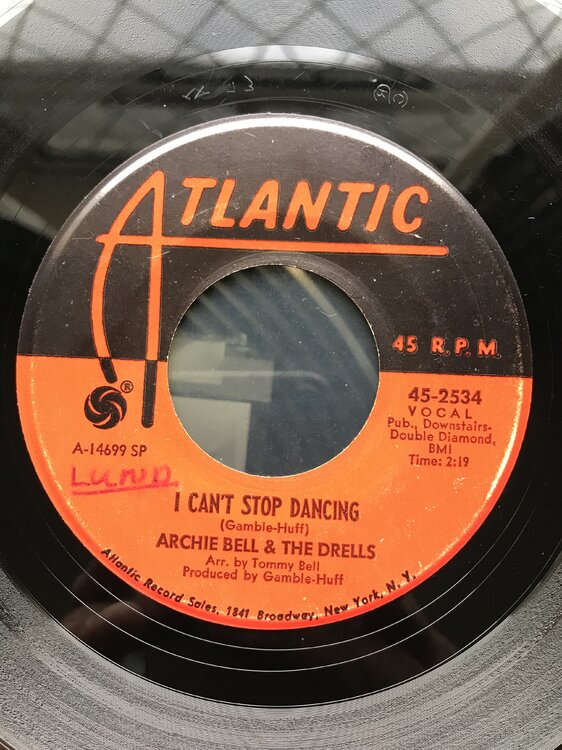 ATLANTIC
45 R.P.M.
®
45-2534
VOCAL
Pub., Downstairs-
Double Diamond,
BMI
Time: 2:19
A-14699 SP
LUND
I CAN'T STOP DANCING
(Gamble-Huff)
ARCHIE BELL & THE DRELLS
Arr. by Tommy Bell
Produced by Gamble-Huff
Atlantic Record Sales, 1841 Broadway, New York, N. Y.